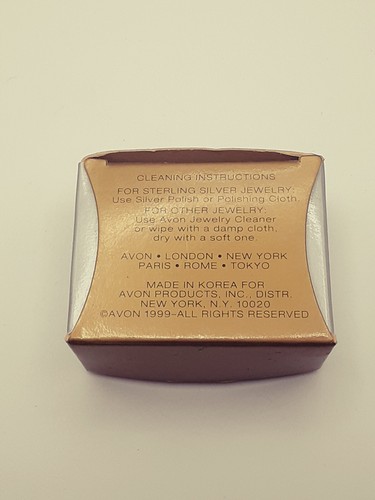 CLEANING INSTRUCTIONS
FOR STERLING SILVER JEWELRY:
Use Silver Polish or Polishing Cloth.
FOR OTHER JEWELRY:
Use Avon Jewelry Cleaner
or wipe with a damp cloth,
dry with a soft one.
AVON • LONDON • NEW YORK
PARIS • ROME • TOKYO
MADE IN KOREA FOR
AVON PRODUCTS, INC., DISTR.
NEW YORK, N.Y. 10020
©AVON 1999–ALL RIGHTS RESERVED